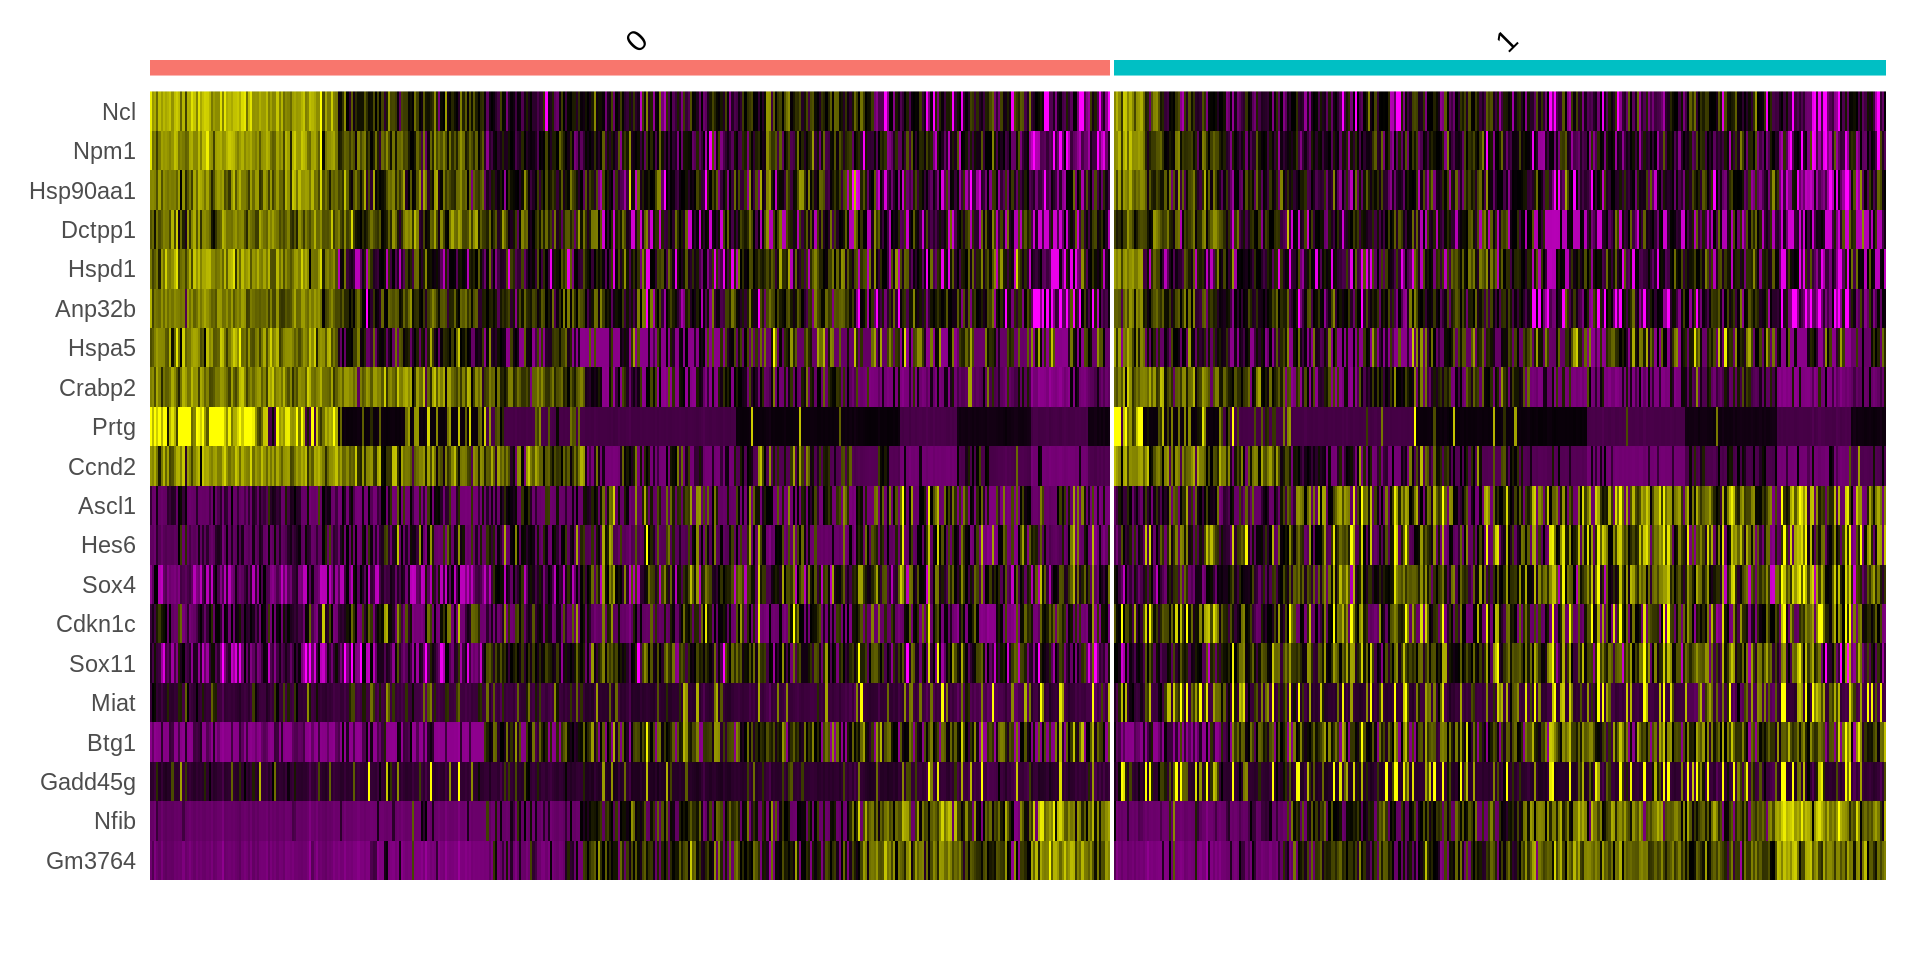 0
1
Ncl
Npm1
Hsp90aa1
Dctpp1
Hspd1
Anp32b
Hspa5
Crabp2
Prtg
Ccnd2
Ascl1
Hes6
Sox4
Cdkn1c
Sox11
Miat
Btg1
Gadd45g
Nfib
Gm3764